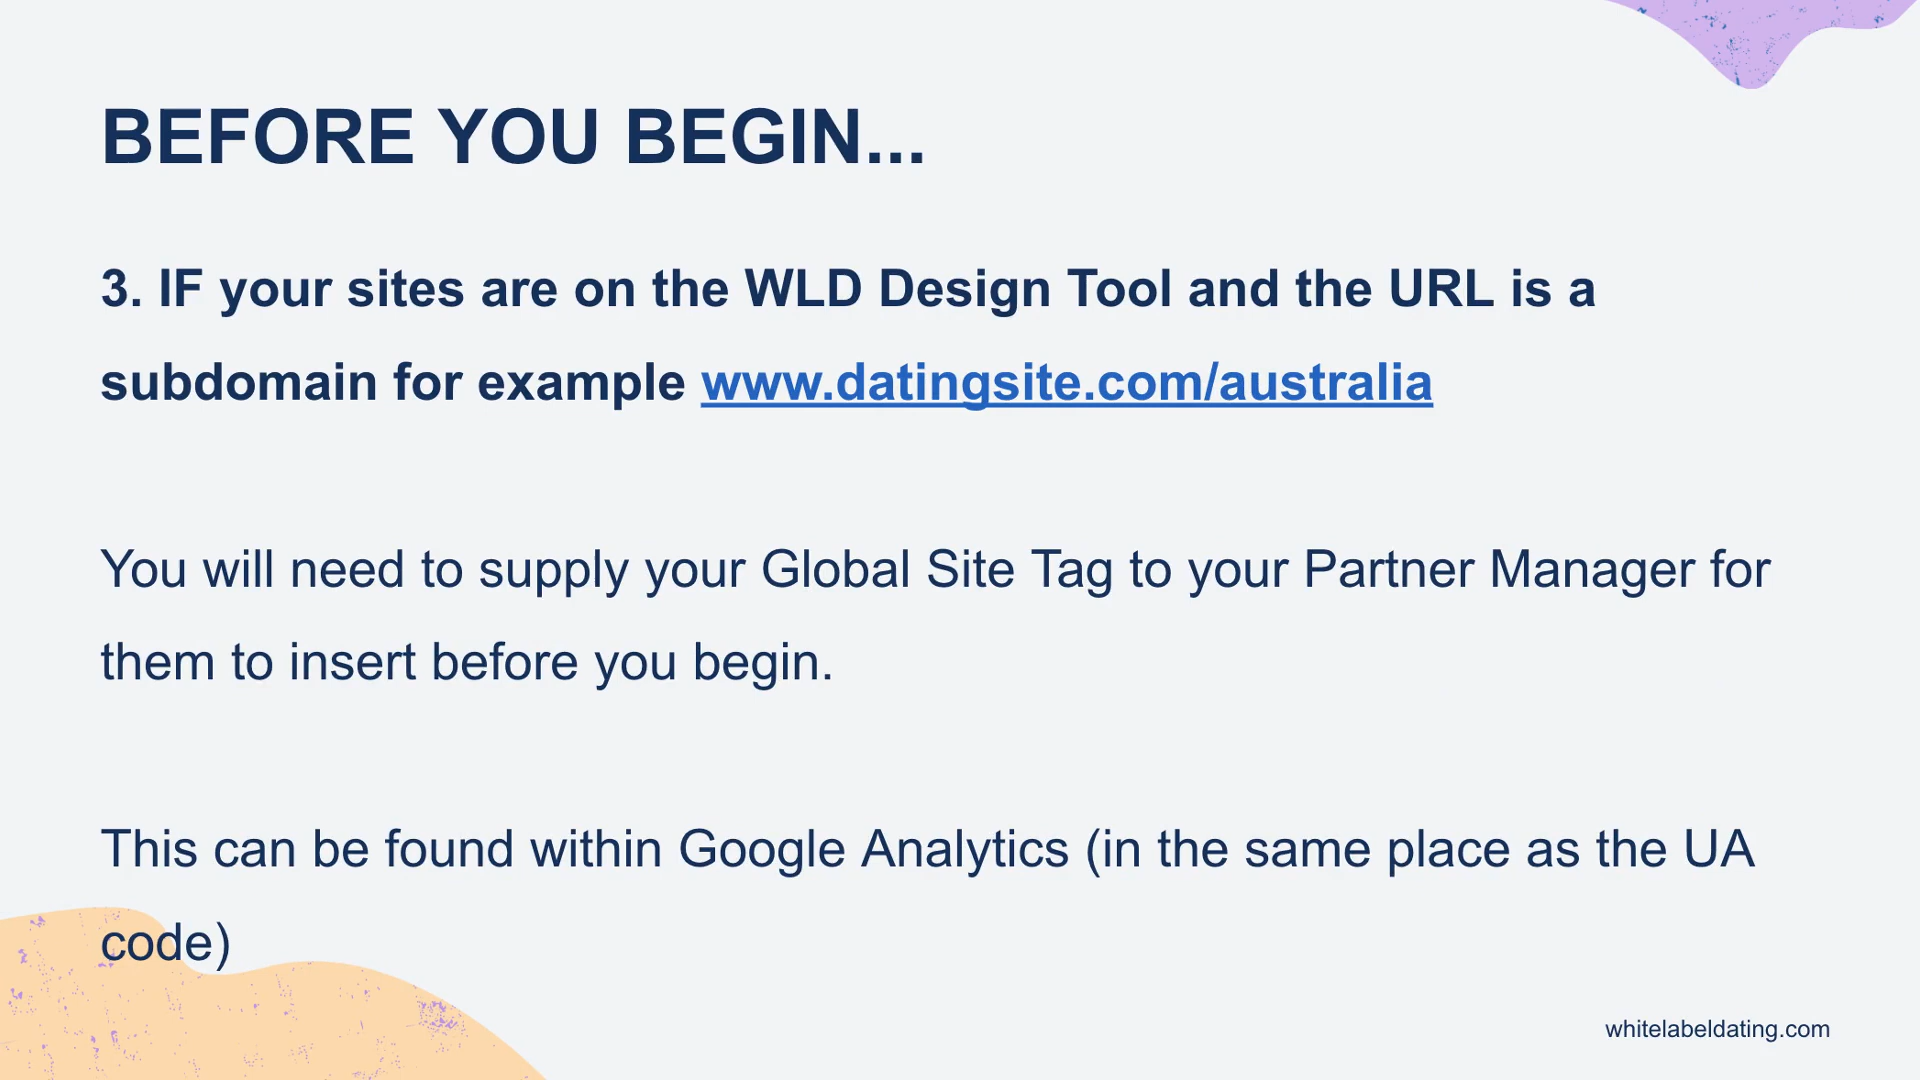 BEFORE YOU BEGIN...
3. IF your sites are on the WLD Design Tool and the URL is a
subdomain for example www.datingsite.com/australia
You will need to supply your Global Site Tag to your Partner Manager for
them to insert before you begin.
This can be found within Google Analytics (in the same place as the UA
code)
whitelabeldating.com